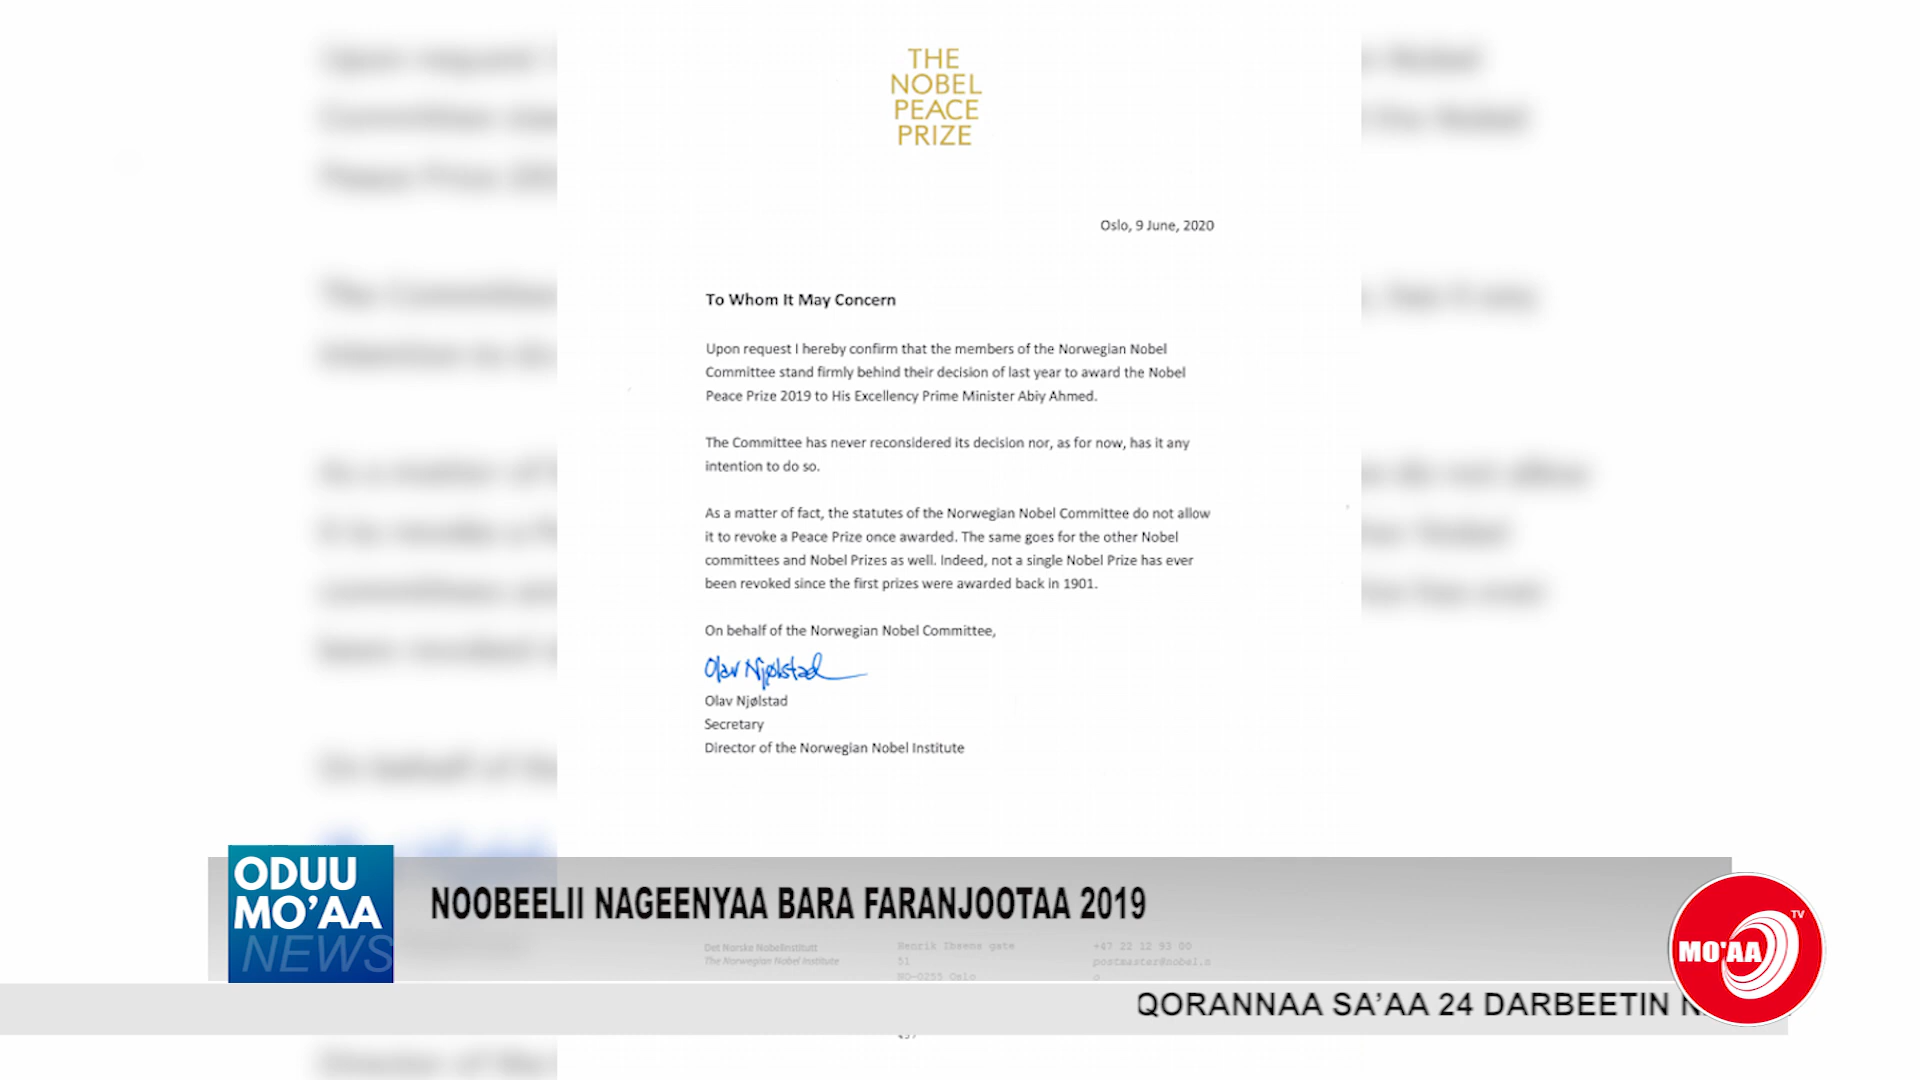 THE
NOBEL
PEACE
PRIZE
Oslo, 9 June, 2020
To Whom It May Concern
Upon request I hereby confirm that the members of the Norwegian Nobel
Committee stand firmly behind their decision of last year to award the Nobel
Peace Prize 2019 to His Excellency Prime Minister Abiy Ahmed.
The Committee has never reconsidered its decision nor, as for now, has it any
intention to do so.
As a matter of fact, the statutes of the Norwegian Nobel Committee do not allow
it to revoke a Peace Prize once awarded. The same goes for the other Nobel
committees and Nobel Prizes as well. Indeed, not a single Nobel Prize has ever
been revoked since the first prizes were awarded back in 1901.
On behalf of the Norwegian Nobel Committee,
Olav Njølstad
Olav Njølstad
Secretary
Director of the Norwegian Nobel Institute
ODUU
MO’AA
NEWS
NOOBEELII NAGEENYAA BARA FARANJOOTAA 2019
Det Norske Nobelinstitutt
The Norwegian Nobel Institute
Henrik Ibsens gate
51
NO-0255 Oslo
+47 22 12 93 00
postmaster@nobel.n
o
TV
MO'AA
QORANNAA SA’AA 24 DARBEETIN